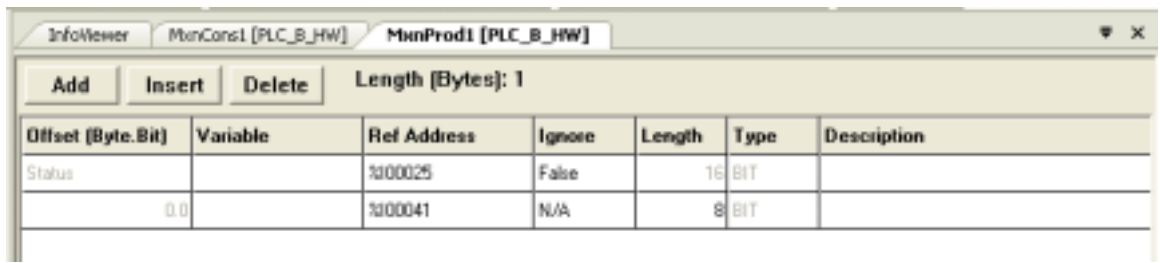 InfoViewer MxnCons1 [PLC_B_HW] MxnProd1 [PLC_B_HW]
Add Insert Delete Length (Bytes): 1
Offset (Byte.Bit) Variable Ref Address Ignore Length Type Description
Status %I00025 False 16 BIT
0.0 %I00041 N/A 8 BIT